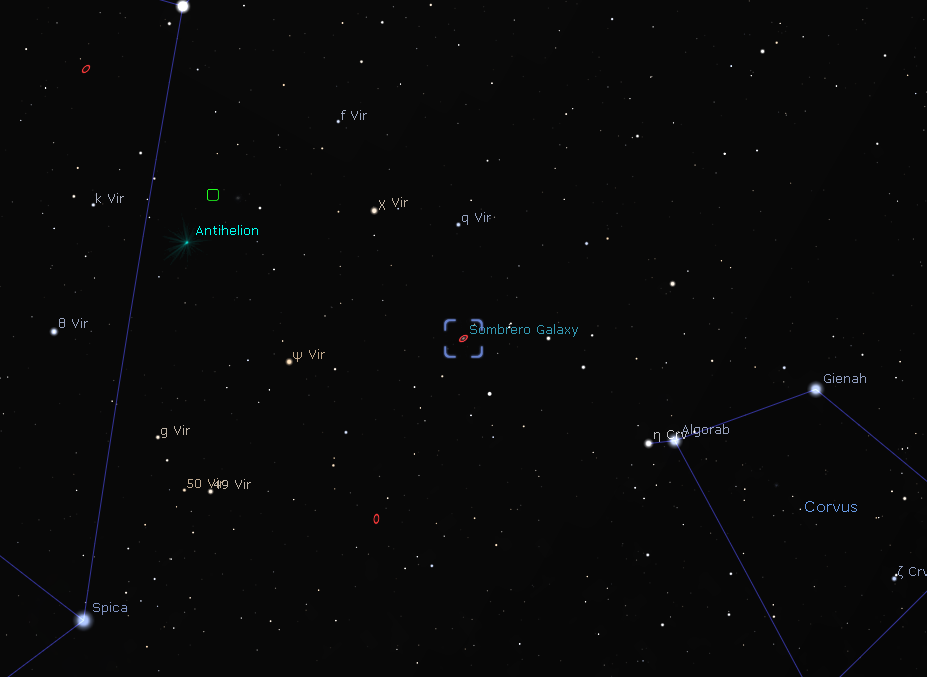 f Vir
k Vir
χ Vir
q Vir
Antihelion
θ Vir
Sombrero Galaxy
ψ Vir
Gienah
g Vir
η Crv
Algorab
50 Vir
49 Vir
Corvus
ζ Crv
Spica